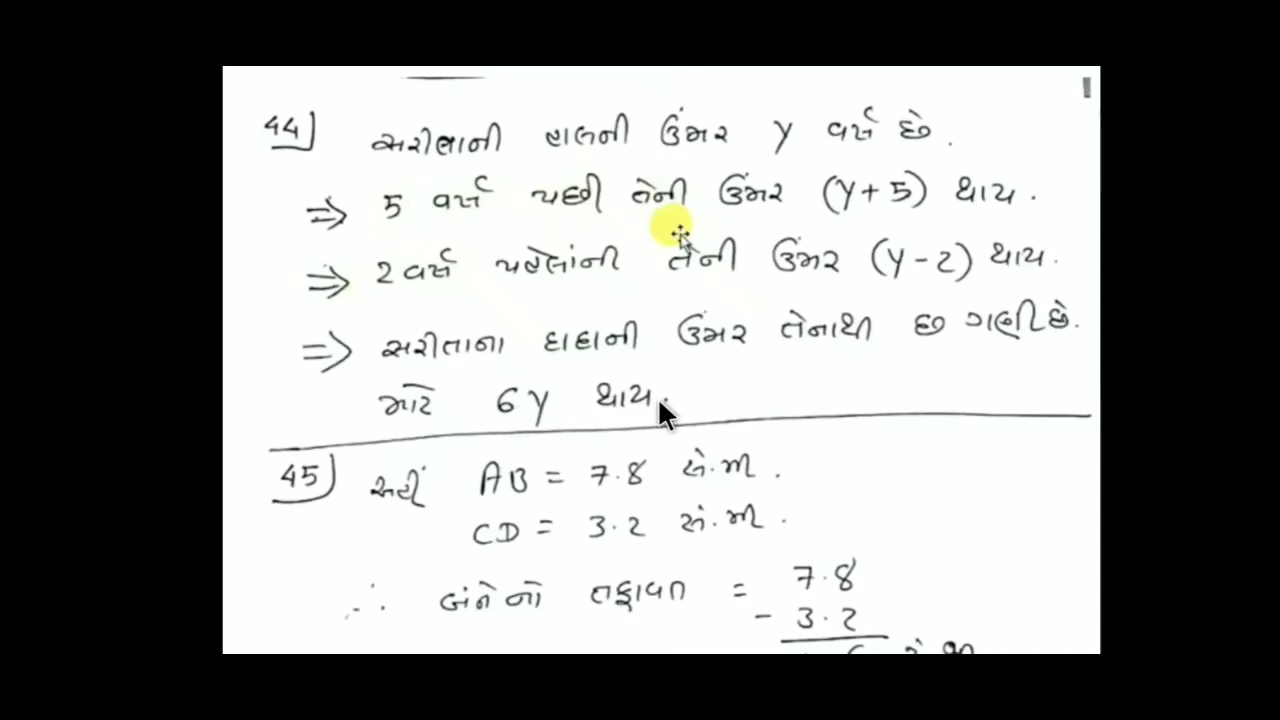 44) સરીતાની હાલની ઉંમર y વર્ષ છે.
⇒ 5 વર્ષ પછી તેની ઉંમર (y+5) થાય.
⇒ 2 વર્ષ પહેલાંની તેની ઉંમર (y-2) થાય.
⇒ સરીતાના દાદાની ઉંમર તેનાથી છ ગણી છે.
માટે 6y થાય.
45) અહીં AB = 7.8 સે.મી.
CD = 3.2 સે.મી.
∴ બંનેનો તફાવત = 7.8
- 3.2